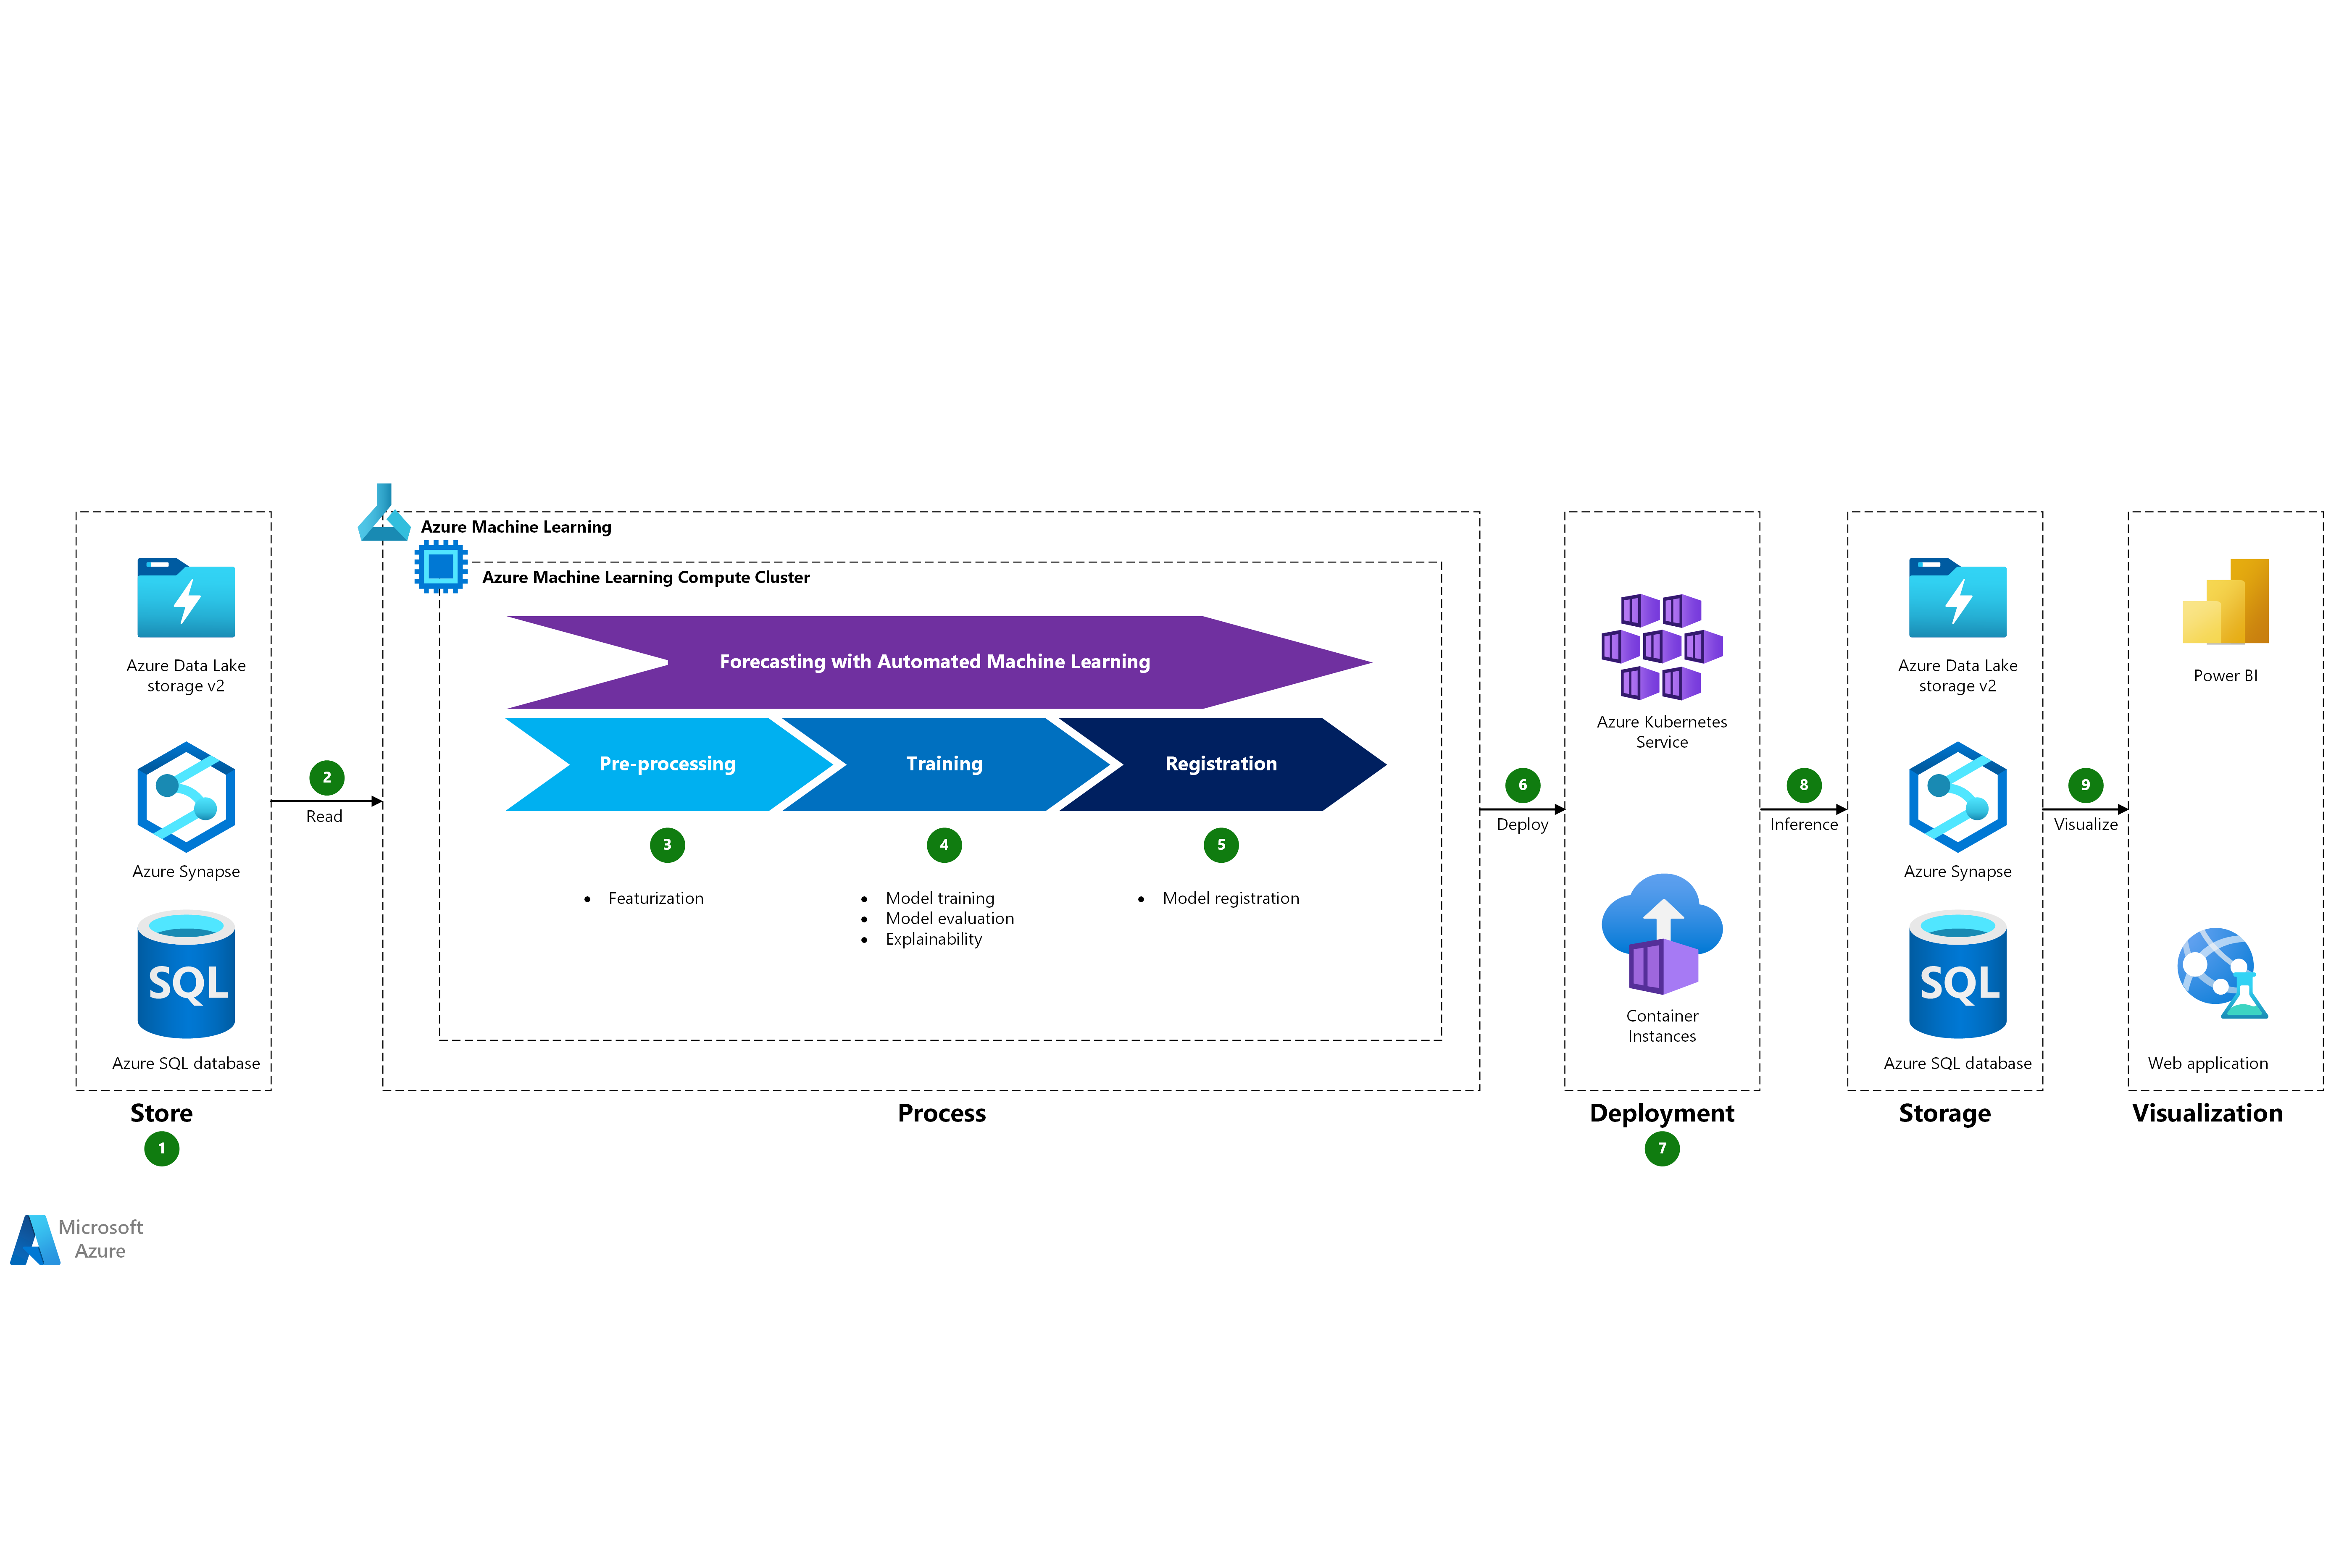 Azure Data Lake
storage v2
Azure Synapse
SQL
Azure SQL database
Store
1
2
Read
Azure Machine Learning
Azure Machine Learning Compute Cluster
Forecasting with Automated Machine Learning
Pre-processing
Training
Registration
3
4
5
• Featurization
• Model training
• Model evaluation
• Explainability
• Model registration
Process
6
Deploy
Azure Kubernetes
Service
Container
Instances
Deployment
7
8
Inference
Azure Data Lake
storage v2
Azure Synapse
SQL
Azure SQL database
Storage
9
Visualize
Power BI
Web application
Visualization
Microsoft
Azure